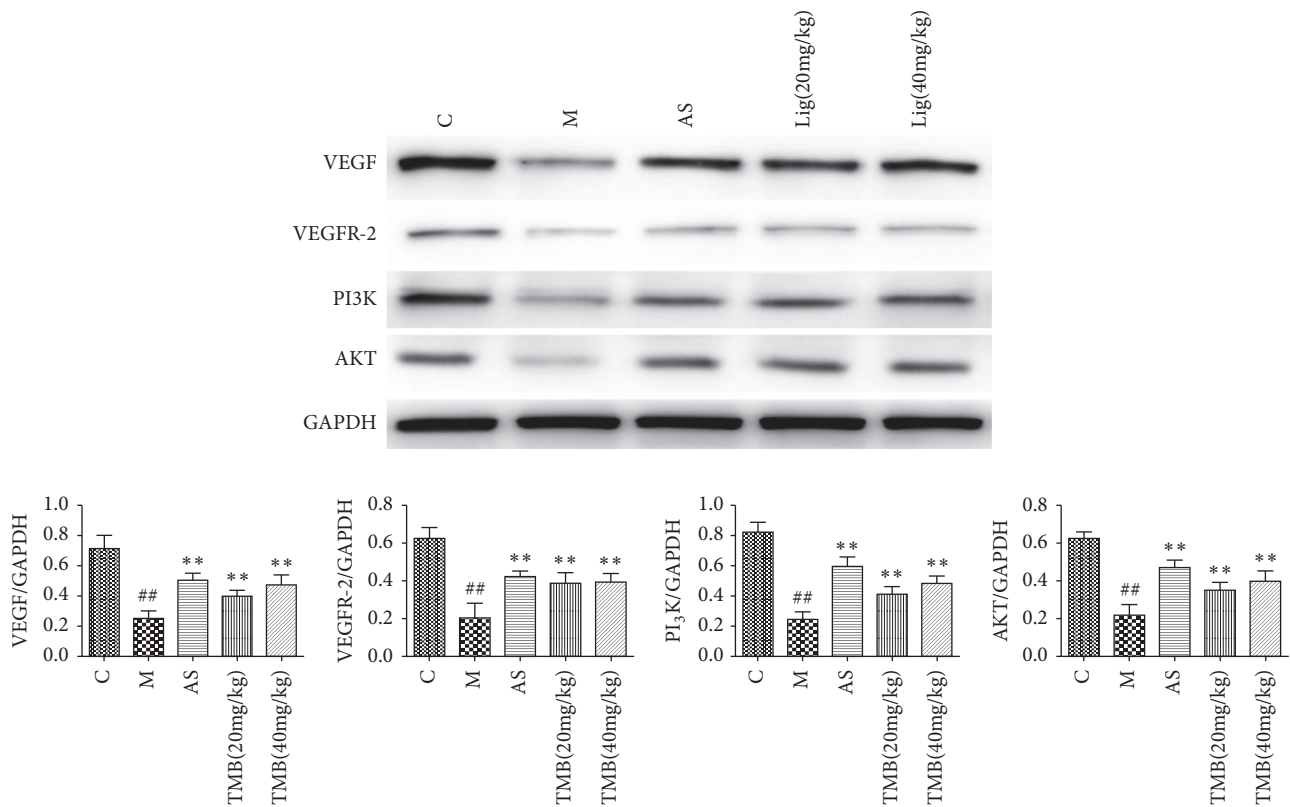 C
M
AS
Lig(20mg/kg)
Lig(40mg/kg)
VEGF
VEGFR-2
PI3K
AKT
GAPDH
VEGF/GAPDH
1.0
0.8
0.6
0.4
0.2
0.0
##
**
**
**
C
M
AS
TMB(20mg/kg)
TMB(40mg/kg)
VEGFR-2/GAPDH
0.8
0.6
0.4
0.2
0.0
##
**
**
**
C
M
AS
TMB(20mg/kg)
TMB(40mg/kg)
PI3K/GAPDH
1.0
0.8
0.6
0.4
0.2
0.0
##
**
**
**
C
M
AS
TMB(20mg/kg)
TMB(40mg/kg)
AKT/GAPDH
0.8
0.6
0.4
0.2
0.0
##
**
**
**
C
M
AS
TMB(20mg/kg)
TMB(40mg/kg)